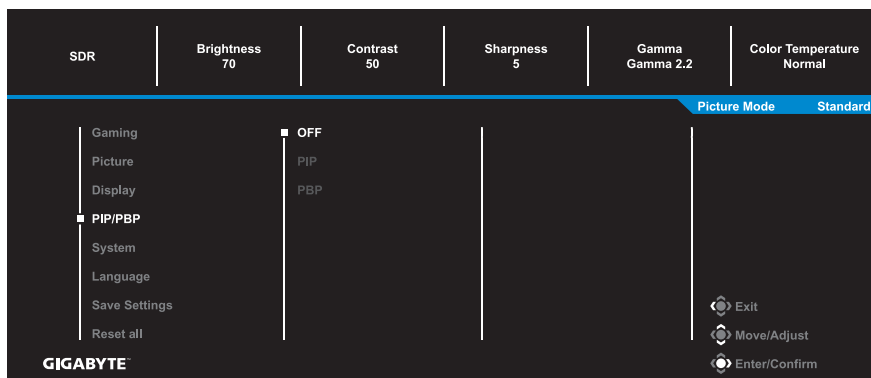 SDR
Brightness
70
Contrast
50
Sharpness
5
Gamma
Gamma 2.2
Color Temperature
Normal
Picture Mode Standard
Gaming
Picture
Display
PIP/PBP
System
Language
Save Settings
Reset all
OFF
PIP
PBP
Exit
Move/Adjust
Enter/Confirm
GIGABYTE™